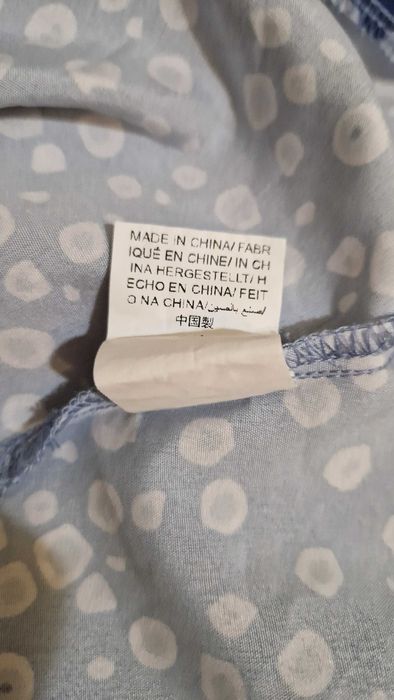 MADE IN CHINA/ FABR
IQUÉ EN CHINE/ IN CH
INA HERGESTELLT/ H
ECHO EN CHINA/ FEIT
O NA CHINA/صنع بالصين/
中国製